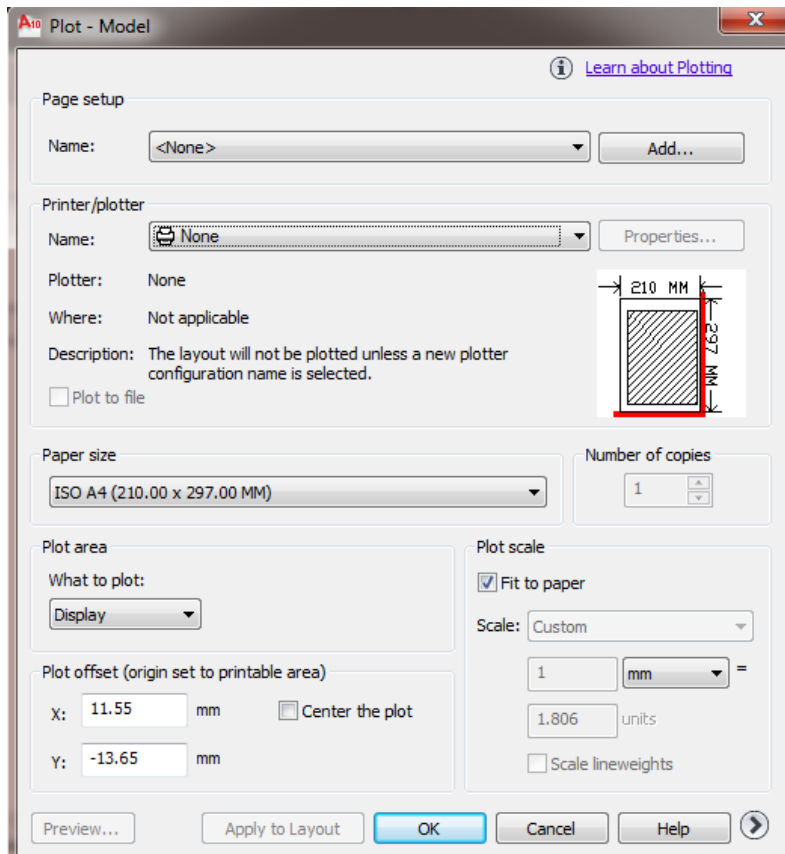 A10 Plot - Model
Learn about Plotting
Page setup
Name: <None> Add...
Printer/plotter
Name: None Properties...
Plotter: None
Where: Not applicable
Description: The layout will not be plotted unless a new plotter
configuration name is selected.
Plot to file
210 MM
297 MM
Paper size
ISO A4 (210.00 x 297.00 MM)
Number of copies
1
Plot area
What to plot:
Display
Plot scale
Fit to paper
Scale: Custom
1 mm =
1.806 units
Scale lineweights
Plot offset (origin set to printable area)
X: 11.55 mm Center the plot
Y: -13.65 mm
Preview... Apply to Layout OK Cancel Help